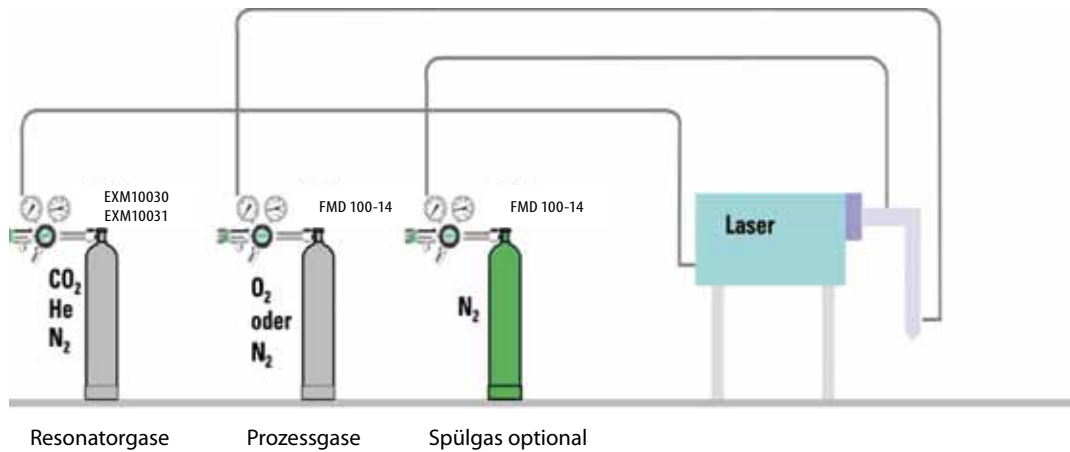 EXM10030
EXM10031
FMD 100-14
FMD 100-14
CO₂
He
N₂
O₂
oder
N₂
N₂
Laser
Resonatorgase
Prozessgase
Spülgas optional